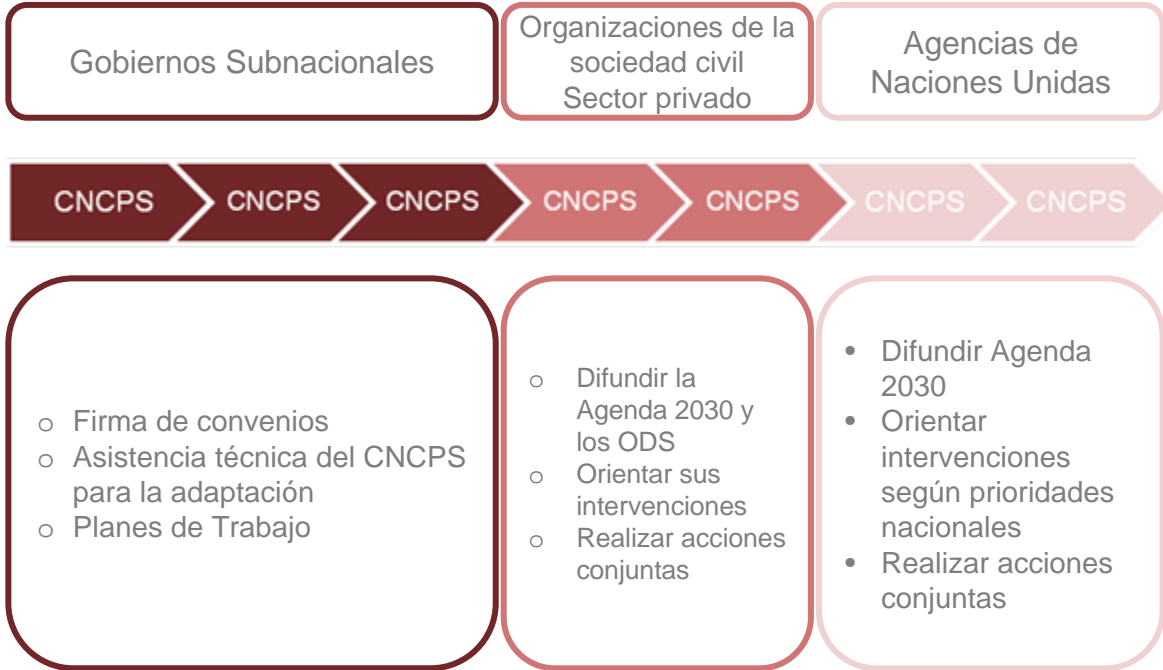 Gobiernos Subnacionales
Organizaciones de la
sociedad civil
Sector privado
Agencias de
Naciones Unidas
CNCPS
CNCPS
CNCPS
CNCPS
CNCPS
CNCPS
CNCPS
o Firma de convenios
o Asistencia técnica del CNCPS
para la adaptación
o Planes de Trabajo
o Difundir la
Agenda 2030 y
los ODS
o Orientar sus
intervenciones
o Realizar acciones
conjuntas
• Difundir Agenda
2030
• Orientar
intervenciones
según prioridades
nacionales
• Realizar acciones
conjuntas